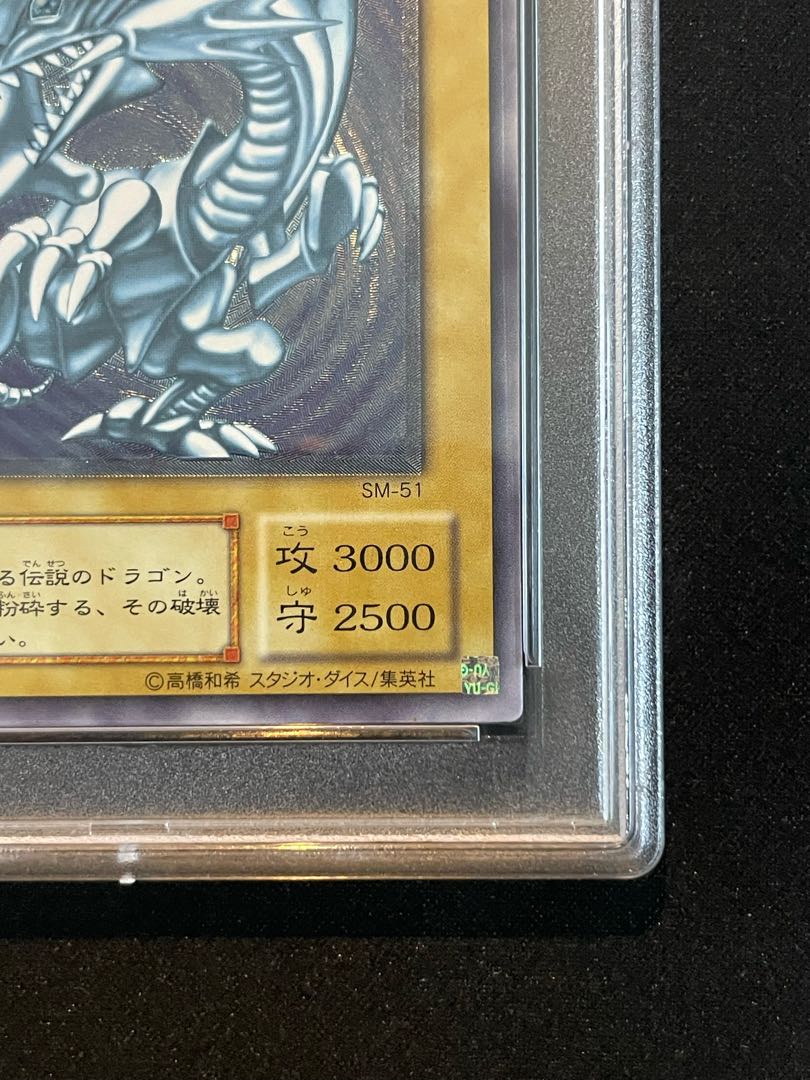 SM-51
る伝説のドラゴン。
でんせつ
粉砕する、その破壊
ふんさい
はかい
い。
こう
攻 3000
しゅ
守 2500
©高橋和希 スタジオ・ダイス/集英社
YU-GI